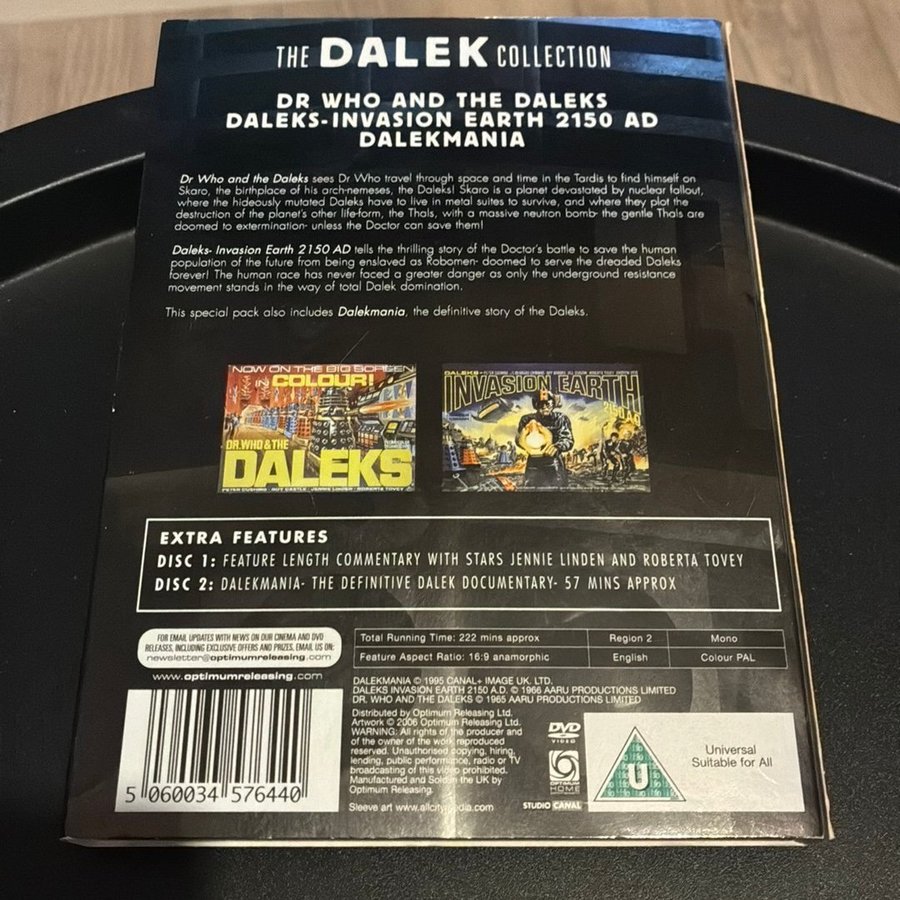 THE DALEK COLLECTION
DR WHO AND THE DALEKS
DALEKS-INVASION EARTH 2150 AD
DALEKMANIA
Dr Who and the Daleks sees Dr Who travel through space and time in the Tardis to find himself on
Skaro, the birthplace of his arch-nemeses, the Daleks! Skaro is a planet devastated by nuclear fallout,
where the hideously mutated Daleks have to live in metal suites to survive, and where they plot the
destruction of the planet's other life-form, the Thals, with a massive neutron bomb- the gentle Thals are
doomed to extermination- unless the Doctor can save them!
Daleks- Invasion Earth 2150 AD tells the thrilling story of the Doctor's battle to save the human
population of the future from being enslaved as Robomen- doomed to serve the dreaded Daleks
forever! The human race has never faced a greater danger as only the underground resistance
movement stands in the way of total Dalek domination.
This special pack also includes Dalekmania, the definitive story of the Daleks.
NOW ON THE BIG SCREEN
IN COLOUR!
DR. WHO & THE
DALEKS
PETER CUSHING · ROY CASTLE · JENNIE LINDEN · ROBERTA TOVEY
DALEKS
INVASION EARTH
2150 AD
EXTRA FEATURES
DISC 1: FEATURE LENGTH COMMENTARY WITH STARS JENNIE LINDEN AND ROBERTA TOVEY
DISC 2: DALEKMANIA- THE DEFINITIVE DALEK DOCUMENTARY- 57 MINS APPROX
FOR EMAIL UPDATES WITH NEWS ON OUR CINEMA AND DVD
RELEASES, INCLUDING EXCLUSIVE OFFERS AND PRIZES, EMAIL US ON:
newsletter@optimumreleasing.com
www.optimumreleasing.com
Total Running Time: 222 mins approx Region 2 Mono
Feature Aspect Ratio: 16:9 anamorphic English Colour PAL
DALEKMANIA © 1995 CANAL+ IMAGE UK. LTD.
DALEKS INVASION EARTH 2150 A.D. © 1966 AARU PRODUCTIONS LIMITED
DR. WHO AND THE DALEKS © 1965 AARU PRODUCTIONS LIMITED
Distributed by Optimum Releasing Ltd.
Artwork © 2006 Optimum Releasing Ltd.
WARNING: All rights of the producer and
of the owner of the work reproduced
reserved. Unauthorised copying, hiring,
lending, public performance, radio or TV
broadcasting of this video prohibited.
Manufactured and Sold in the UK by
Optimum Releasing.
Sleeve art www.allcitymedia.com
DVD
VIDEO
OPTIMUM
HOME
STUDIO CANAL
U
Universal
Suitable for All
5 060034 576440